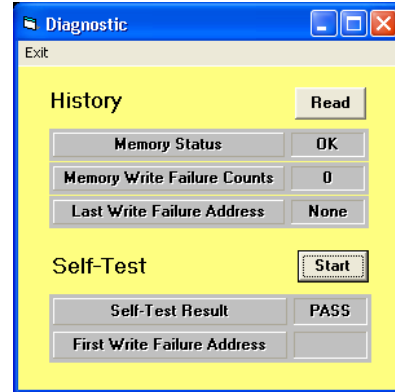 Diagnostic
Exit
History Read
Memory Status OK
Memory Write Failure Counts 0
Last Write Failure Address None
Self-Test Start
Self-Test Result PASS
First Write Failure Address